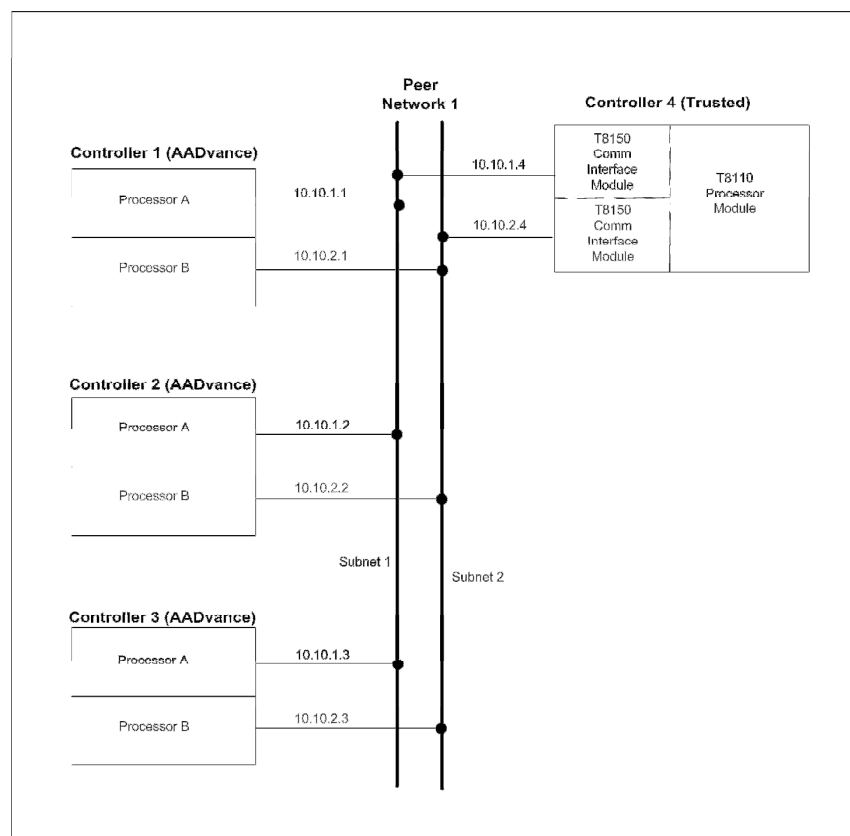 Peer
Network 1
Controller 4 (Trusted)
Controller 1 (AADvance)
Processor A
10.10.1.1
Processor B
10.10.2.1
10.10.1.4
10.10.2.4
T8150
Comm
Interface
Module
T8150
Comm
Interface
Module
T8110
Processor
Module
Controller 2 (AADvance)
Processor A
10.10.1.2
Processor B
10.10.2.2
Subnet 1
Subnet 2
Controller 3 (AADvance)
Processor A
10.10.1.3
Processor B
10.10.2.3